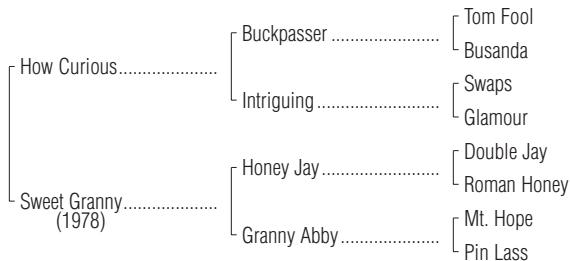 Tom Fool
Buckpasser ....................
Busanda
How Curious..................
Swaps
Intriguing.......................
Glamour
Double Jay
Honey Jay......................
Roman Honey
Sweet Granny.................
(1978)
Mt. Hope
Granny Abby..................
Pin Lass